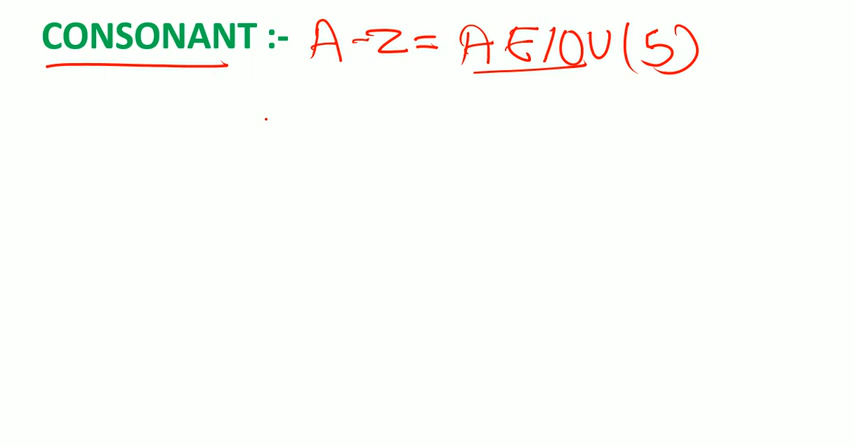 CONSONANT :- A-Z= AEIOU(5)